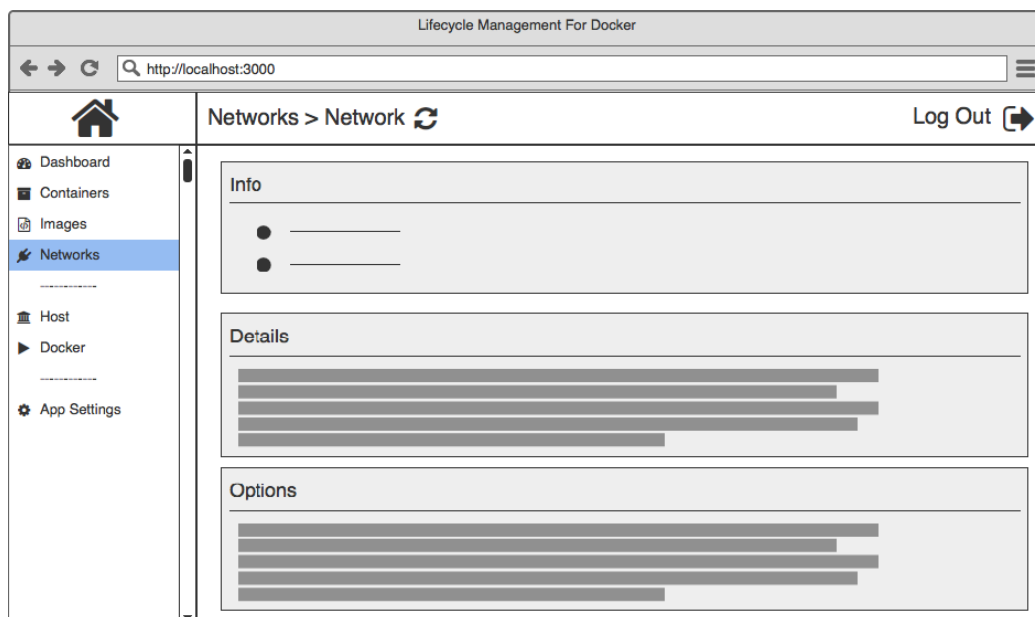 Lifecycle Management For Docker
http://localhost:3000
Networks > Network
Log Out
Dashboard
Containers
Images
Networks
------------
Host
Docker
------------
App Settings
Info
Details
Options